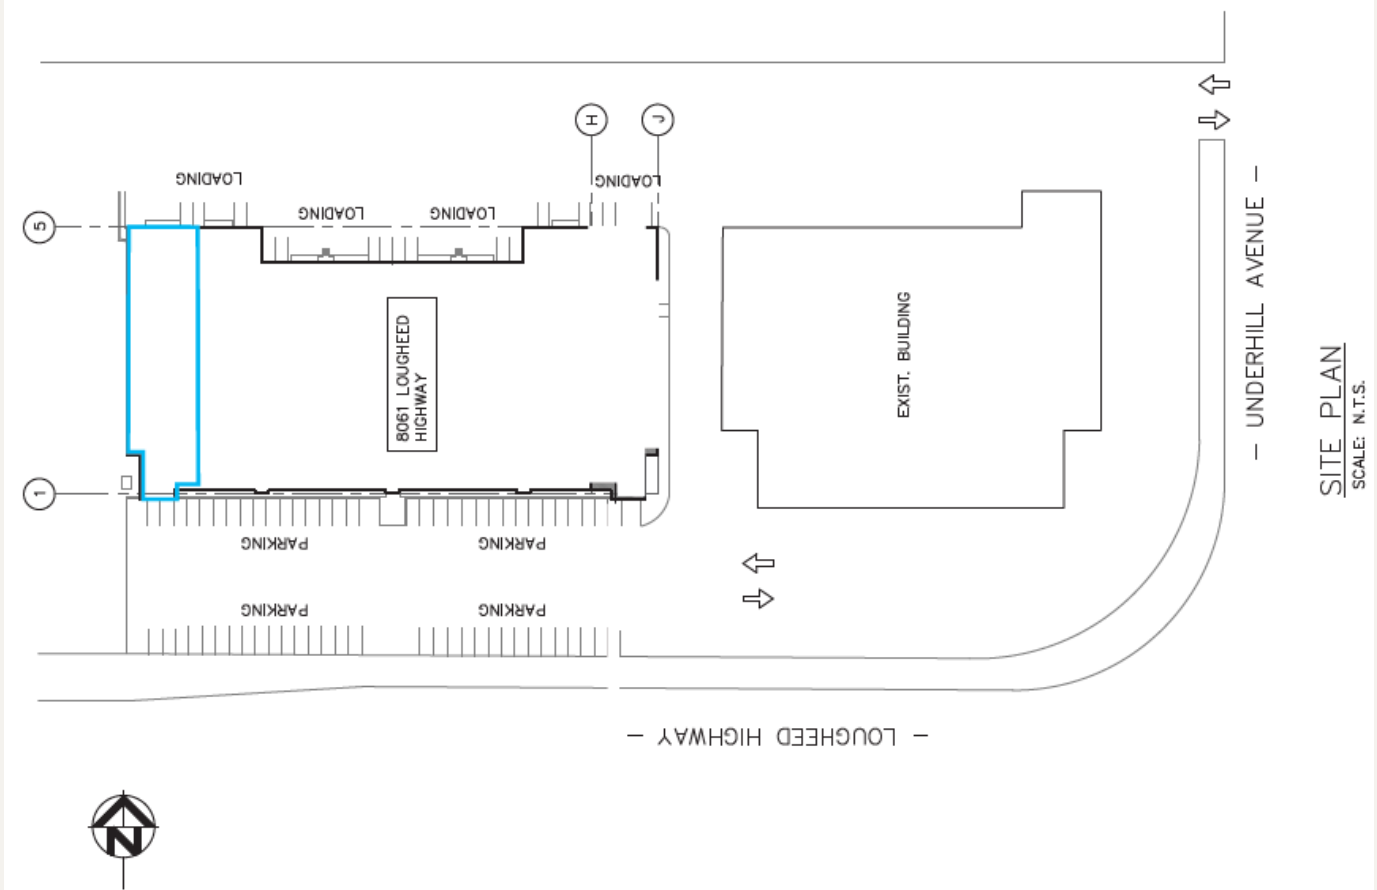 H
J
LOADING
LOADING
LOADING
LOADING
5
8061 LOUGHEED
HIGHWAY
EXIST. BUILDING
— UNDERHILL AVENUE —
SITE PLAN
SCALE: N.T.S.
1
PARKING
PARKING
PARKING
PARKING
— LOUGHEED HIGHWAY —
N